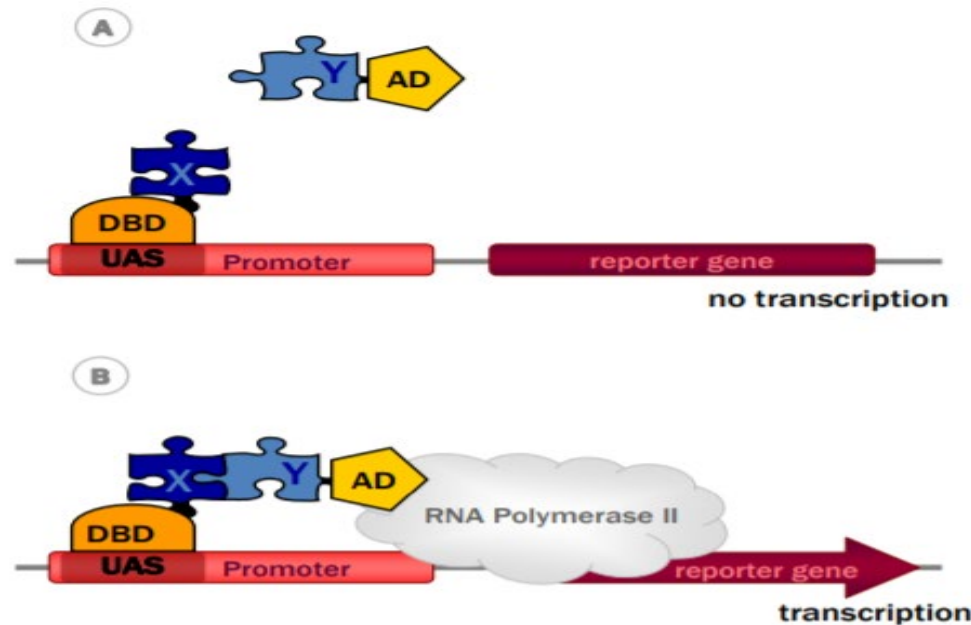 A
Y
AD
X
DBD
UAS
Promoter
reporter gene
no transcription
B
X
Y
AD
RNA Polymerase II
DBD
UAS
Promoter
reporter gene
transcription